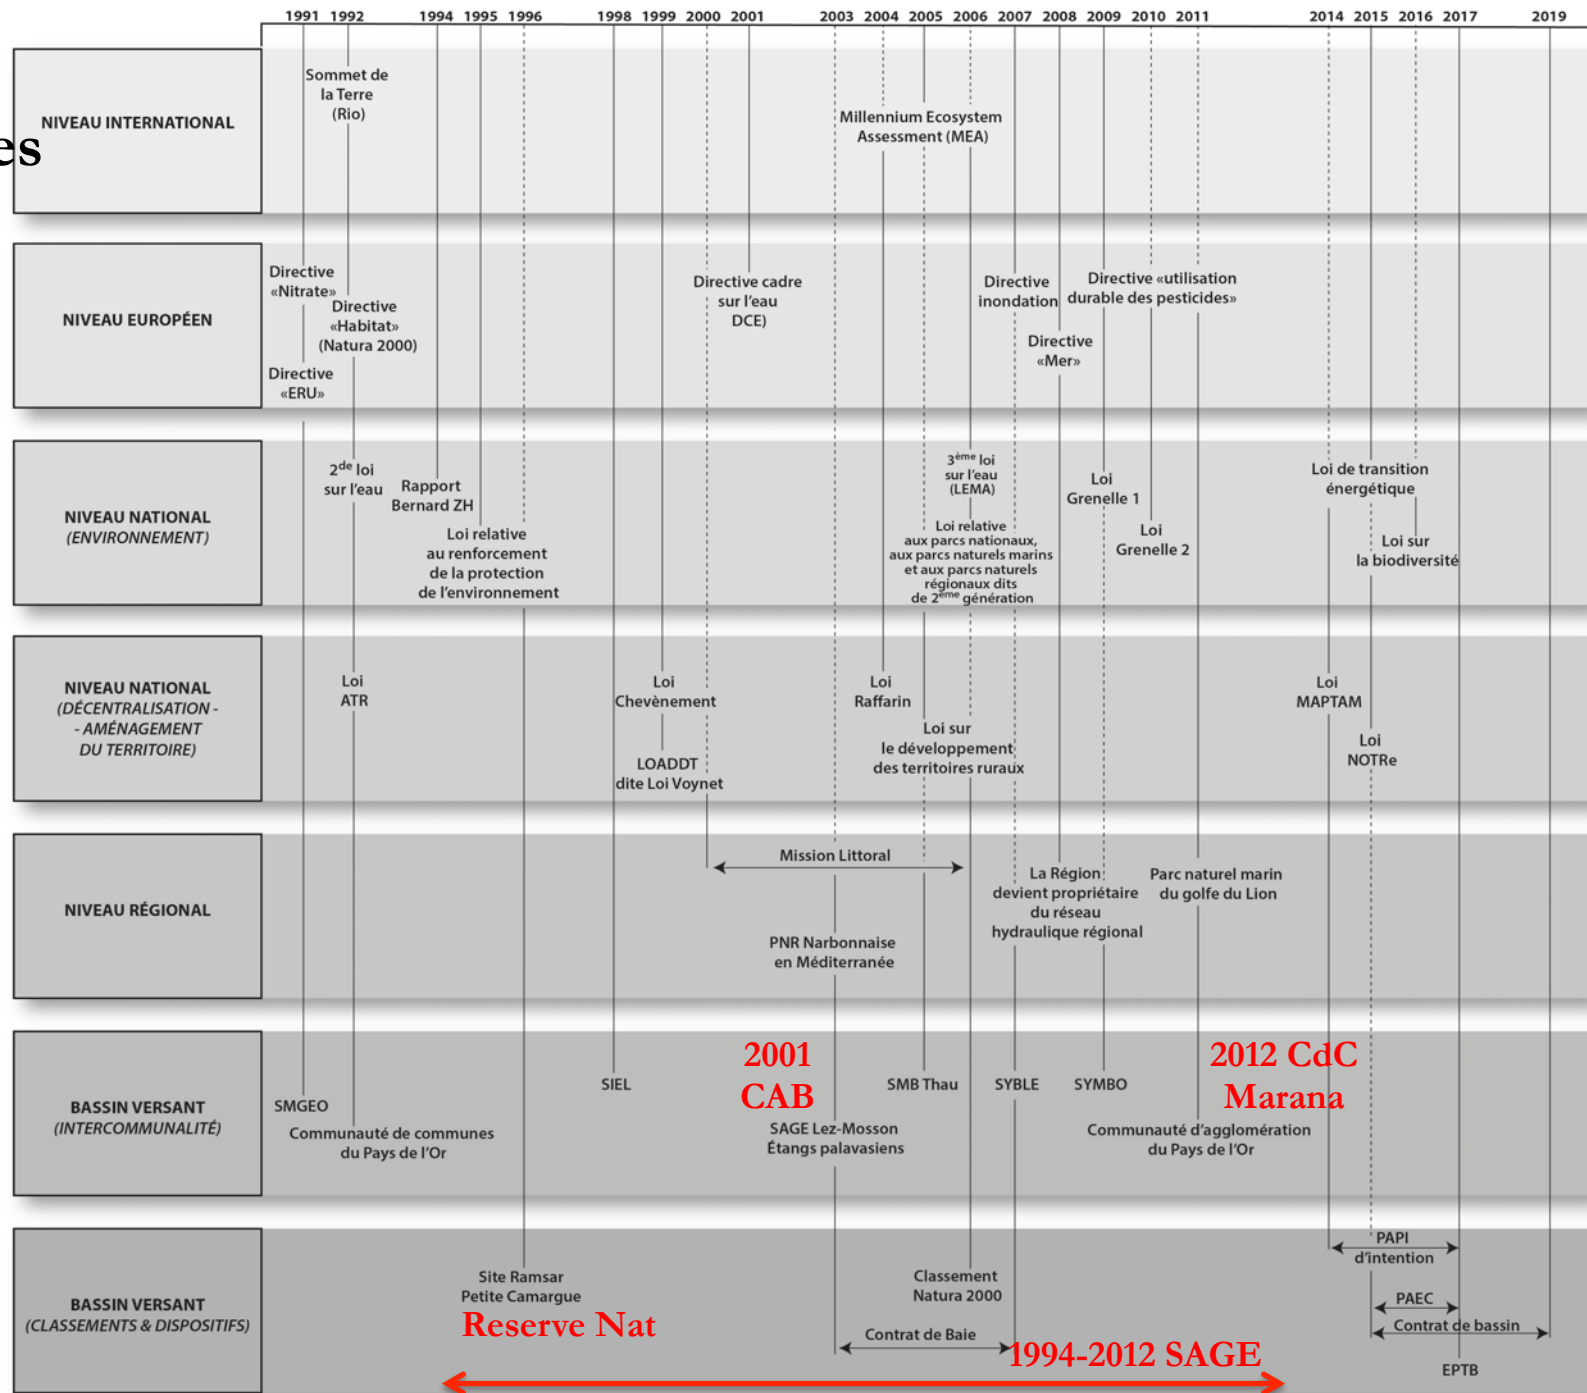 1991 1992 1994 1995 1996 1998 1999 2000 2001 2003 2004 2005 2006 2007 2008 2009 2010 2011 2014 2015 2016 2017 2019
es
NIVEAU INTERNATIONAL
Sommet de
la Terre
(Rio)
Millennium Ecosystem
Assessment (MEA)
NIVEAU EUROPÉEN
Directive
«Nitrate»
Directive
«Habitat»
(Natura 2000)
Directive
«ERU»
Directive cadre
sur l'eau
DCE)
Directive
inondation
Directive
«Mer»
Directive «utilisation
durable des pesticides»
NIVEAU NATIONAL
(ENVIRONNEMENT)
2de loi
sur l'eau
Rapport
Bernard ZH
Loi relative
au renforcement
de la protection
de l'environnement
3ème loi
sur l'eau
(LEMA)
Loi relative
aux parcs nationaux,
aux parcs naturels marins
et aux parcs naturels
régionaux dits
de 2ème génération
Loi
Grenelle 1
Loi
Grenelle 2
Loi de transition
énergétique
Loi sur
la biodiversité
NIVEAU NATIONAL
(DÉCENTRALISATION -
- AMÉNAGEMENT
DU TERRITOIRE)
Loi
ATR
Loi
Chevènement
LOADDT
dite Loi Voynet
Loi
Raffarin
Loi sur
le développement
des territoires ruraux
Loi
MAPTAM
Loi
NOTRe
NIVEAU RÉGIONAL
Mission Littoral
PNR Narbonnaise
en Méditerranée
La Région
devient propriétaire
du réseau
hydraulique régional
Parc naturel marin
du golfe du Lion
BASSIN VERSANT
(INTERCOMMUNALITÉ)
SMGEO
Communauté de communes
du Pays de l'Or
SIEL
2001
CAB
SAGE Lez-Mosson
Étangs palavasiens
SMB Thau
SYBLE
SYMBO
2012 CdC
Marana
Communauté d'agglomération
du Pays de l'Or
BASSIN VERSANT
(CLASSEMENTS & DISPOSITIFS)
Site Ramsar
Petite Camargue
Reserve Nat
Classement
Natura 2000
Contrat de Baie
1994-2012 SAGE
PAPI
d'intention
PAEC
Contrat de bassin
EPTB